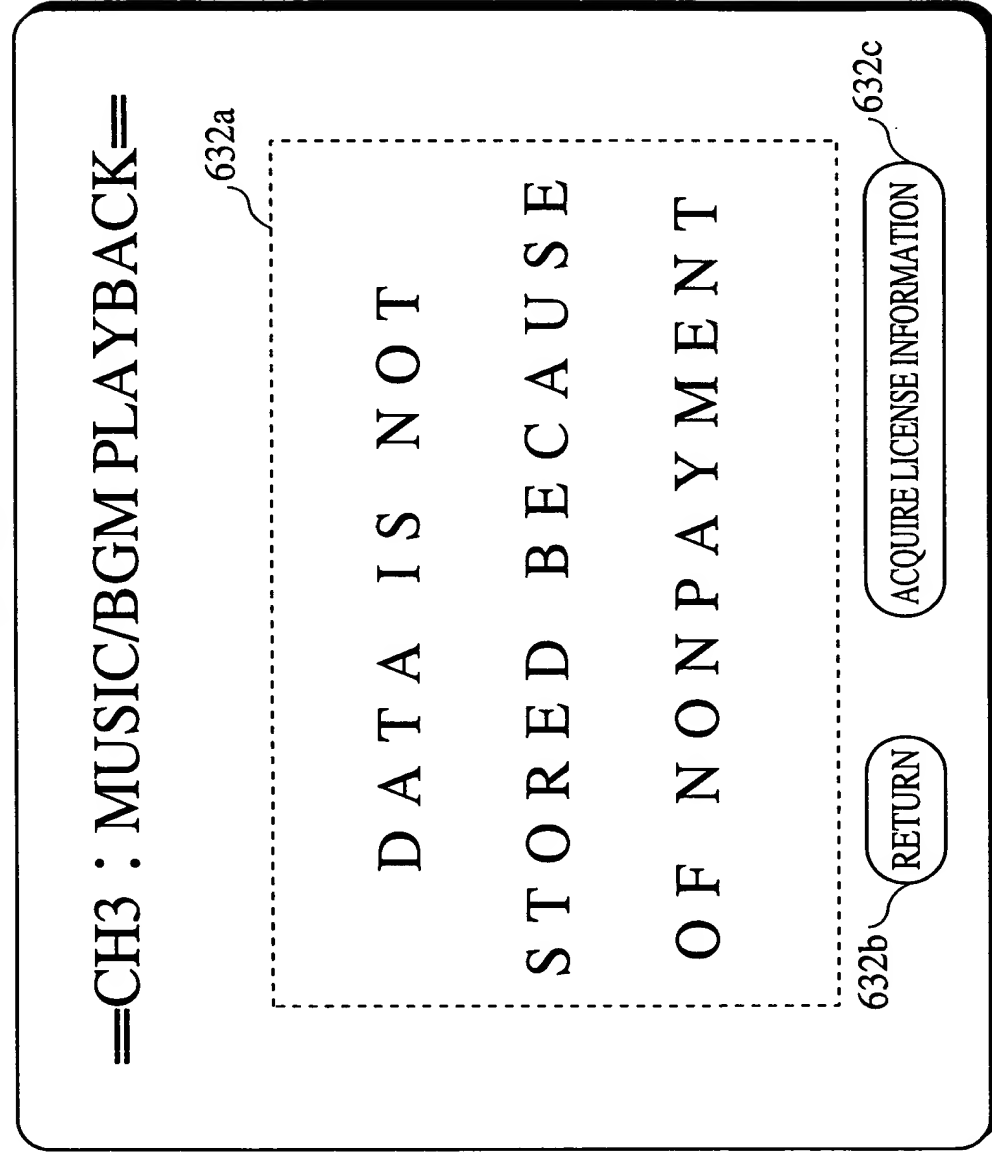 =CH3 : MUSIC/BGM PLAYBACK=
632a
DATA IS NOT
STORED BECAUSE
OF NONPAYMENT
632b
RETURN
ACQUIRE LICENSE INFORMATION
632c